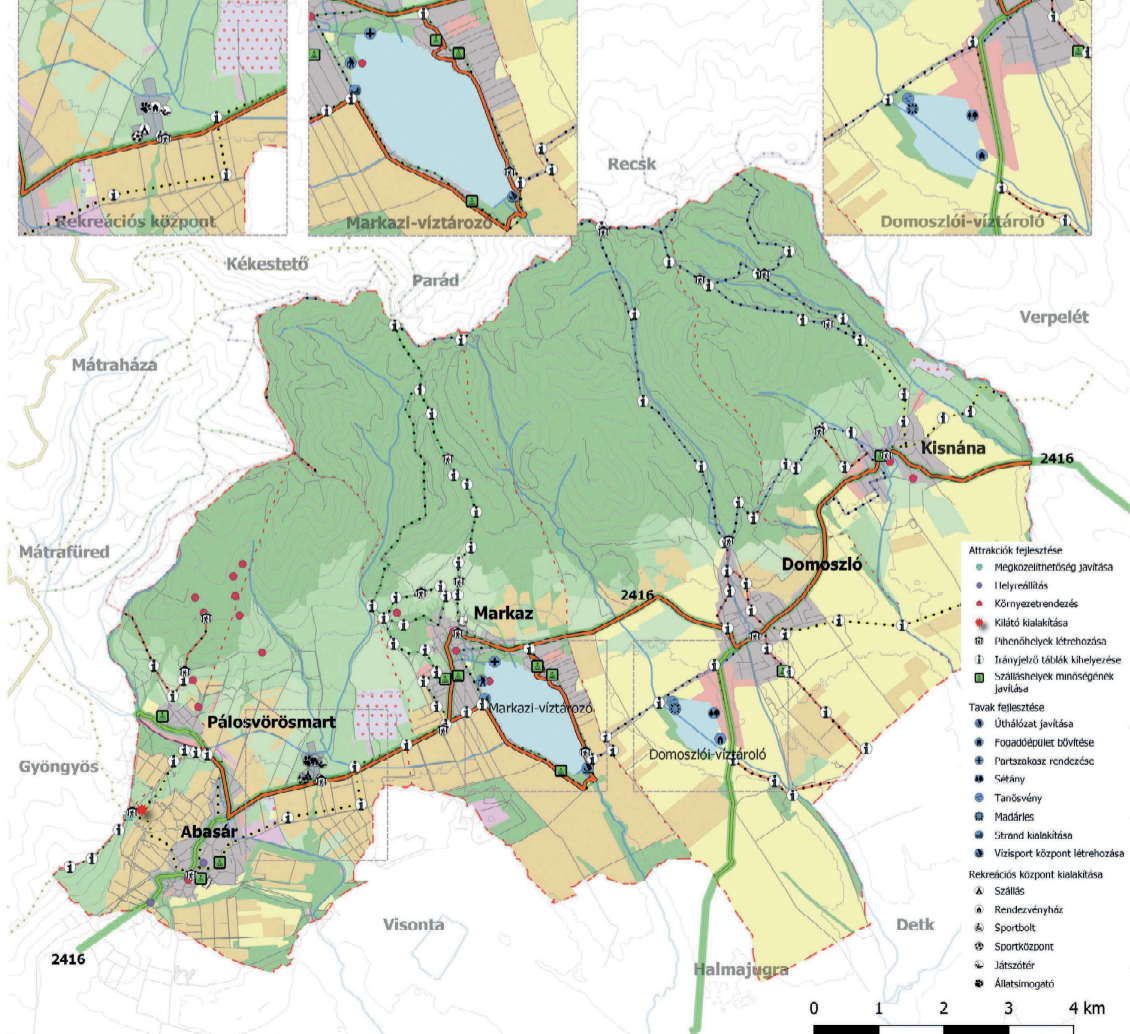 Rekreációs központ
Markazi-víztározó
Domoszlói-víztároló
Recsk
Kékestető
Parád
Verpelét
Mátraháza
Kisnána
2416
Mátrafüred
Domoszló
2416
Markaz
Markazi-víztározó
Pálosvörösmart
Domoszlói-víztároló
Gyöngyös
Abasár
Visonta
Detk
2416
Halmajugra
Attrakciók fejlesztése
Megközelíthetőség javítása
Helyreállítás
Környezetrendezés
Kilátó kialakítása
Pihenőhelyek létrehozása
Irányjelző táblák kihelyezése
Szálláshelyek minőségének
javítása
Tavak fejlesztése
Úthálózat javítása
Fogadóépület bővítése
Partszakasz rendezése
Sétány
Tanösvény
Madárles
Strand kialakítása
Vízisport központ létrehozása
Rekreációs központ kialakítása
Szállás
Rendezvényház
Sportbolt
Sportközpont
Játszótér
Állatsimogató
0 1 2 3 4 km